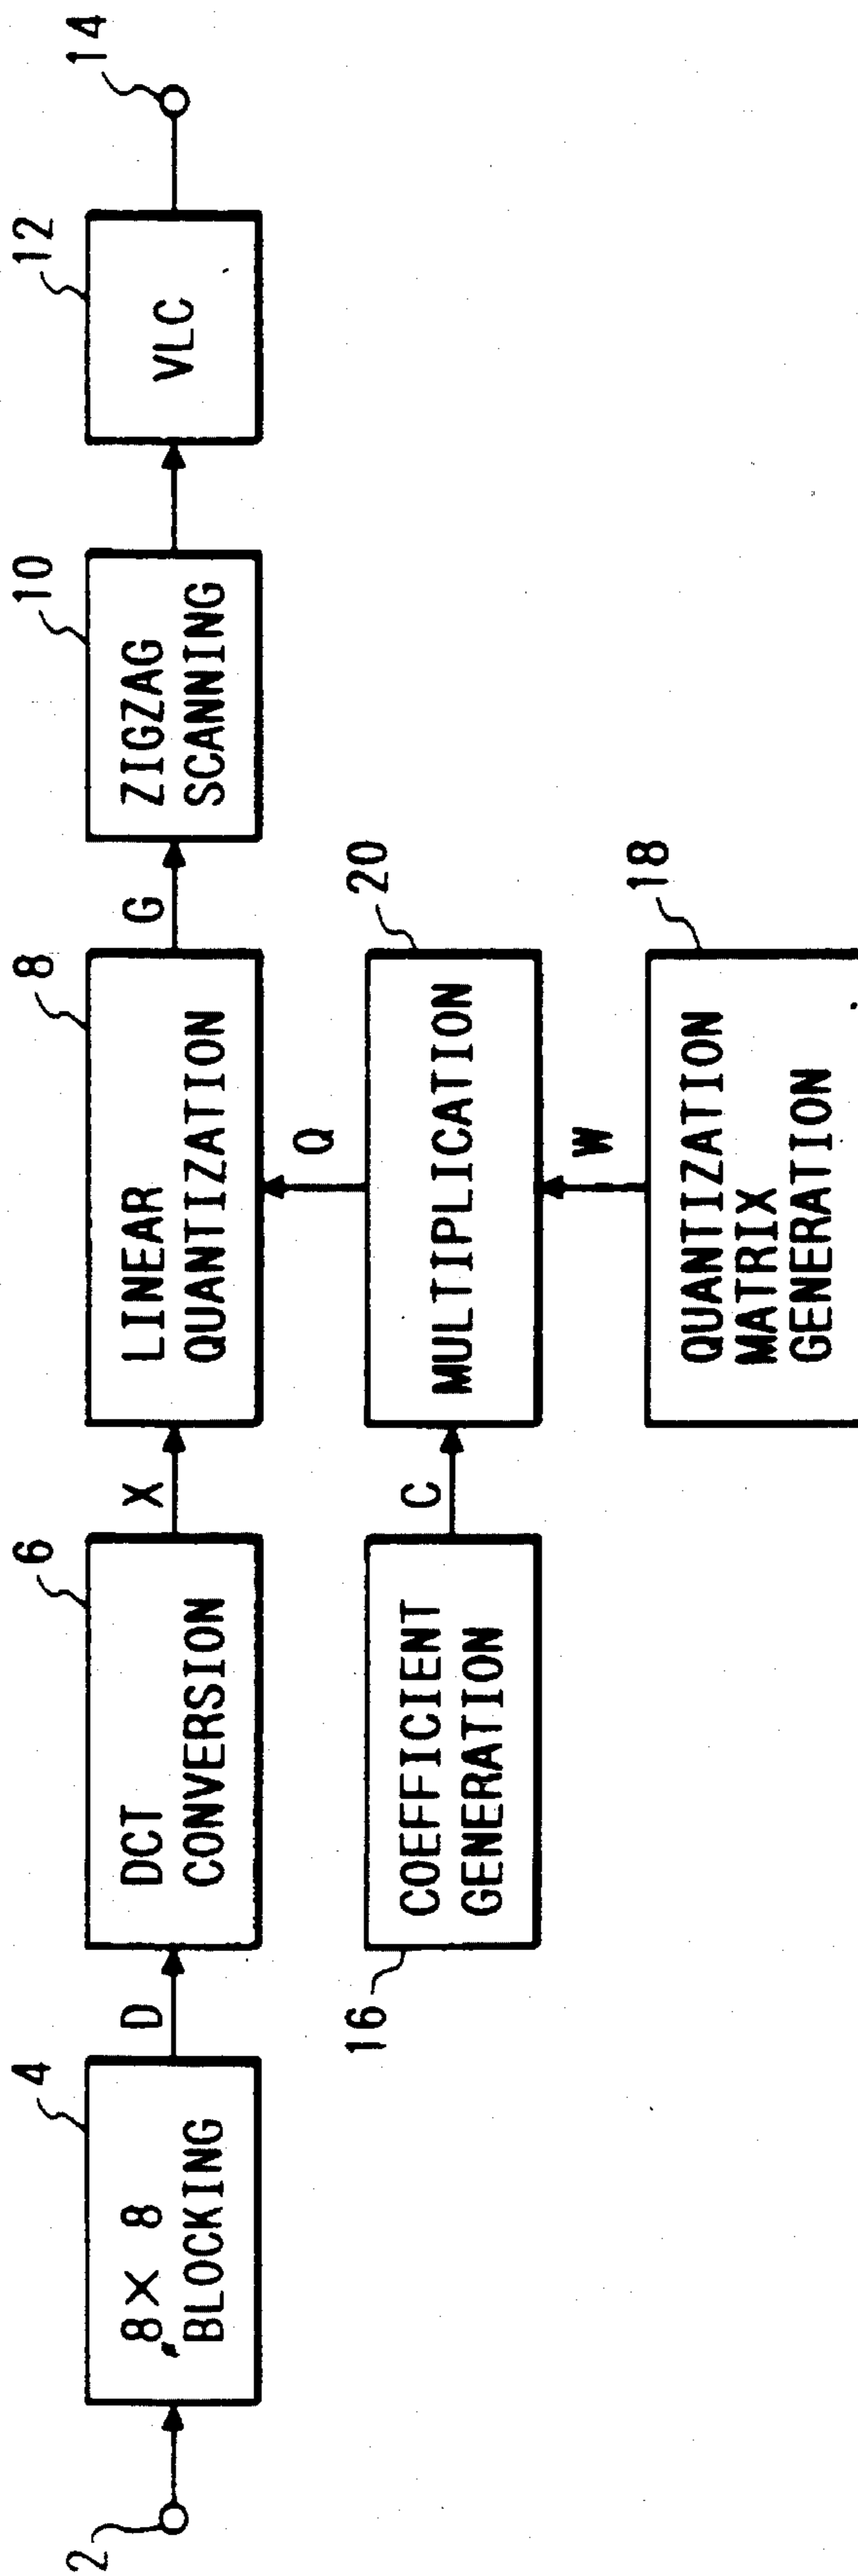 2
4
8×8
BLOCKING
D
6
DCT
CONVERSION
X
8
LINEAR
QUANTIZATION
G
10
ZIGZAG
SCANNING
12
VLC
14
16
COEFFICIENT
GENERATION
C
20
MULTIPLICATION
Q
W
18
QUANTIZATION
MATRIX
GENERATION